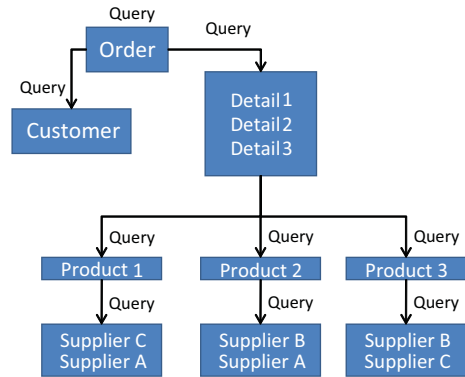 Query
Order
Query
Query
Customer
Detail1
Detail2
Detail3
Query
Query
Query
Product 1
Product 2
Product 3
Query
Query
Query
Supplier C
Supplier A
Supplier B
Supplier A
Supplier B
Supplier C